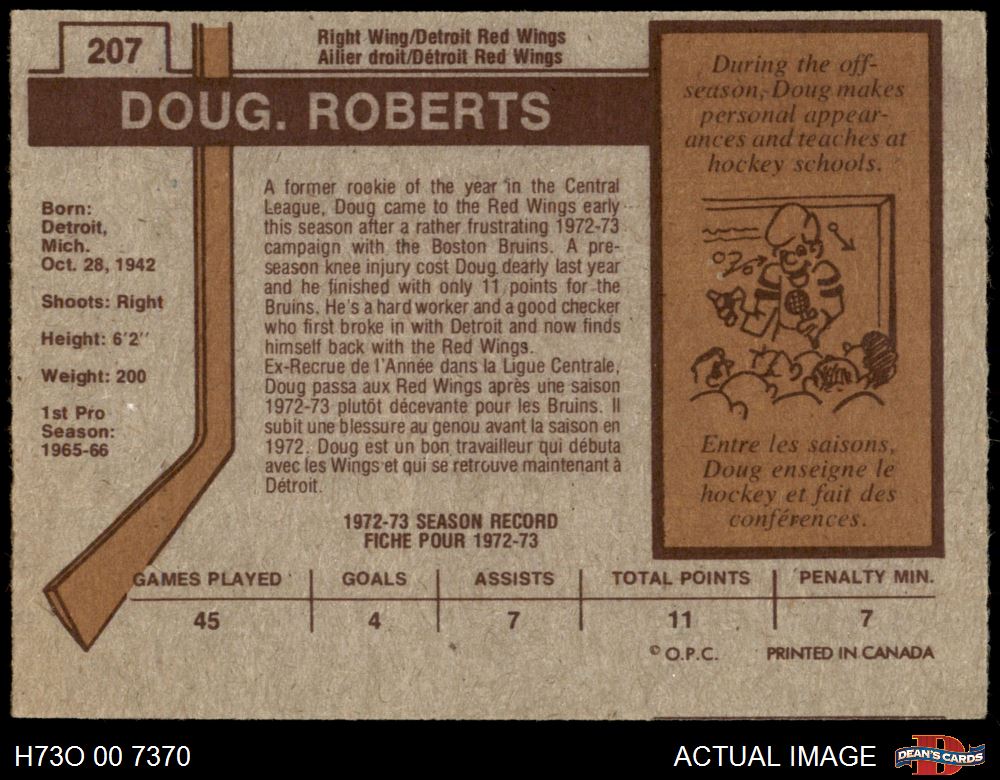 207
Right Wing/Detroit Red Wings
Ailier droit/Détroit Red Wings
DOUG. ROBERTS
Born:
Detroit,
Mich.
Oct. 28, 1942
Shoots: Right
Height: 6'2''
Weight: 200
1st Pro
Season:
1965-66
A former rookie of the year in the Central
League, Doug came to the Red Wings early
this season after a rather frustrating 1972-73
campaign with the Boston Bruins. A pre-
season knee injury cost Doug dearly last year
and he finished with only 11 points for the
Bruins. He's a hard worker and a good checker
who first broke in with Detroit and now finds
himself back with the Red Wings.
Ex-Recrue de l'Année dans la Ligue Centrale,
Doug passa aux Red Wings après une saison
1972-73 plutôt décevante pour les Bruins. Il
subit une blessure au genou avant la saison en
1972. Doug est un bon travailleur qui débuta
avec les Wings et qui se retrouve maintenant à
Détroit.
During the off-
season, Doug makes
personal appear-
ances and teaches at
hockey schools.
Entre les saisons,
Doug enseigne le
hockey et fait des
conférences.
1972-73 SEASON RECORD
FICHE POUR 1972-73
GAMES PLAYED GOALS ASSISTS TOTAL POINTS PENALTY MIN.
45 4 7 11 7
© O.P.C. PRINTED IN CANADA
H73O 00 7370 ACTUAL IMAGE DEAN'S CARDS